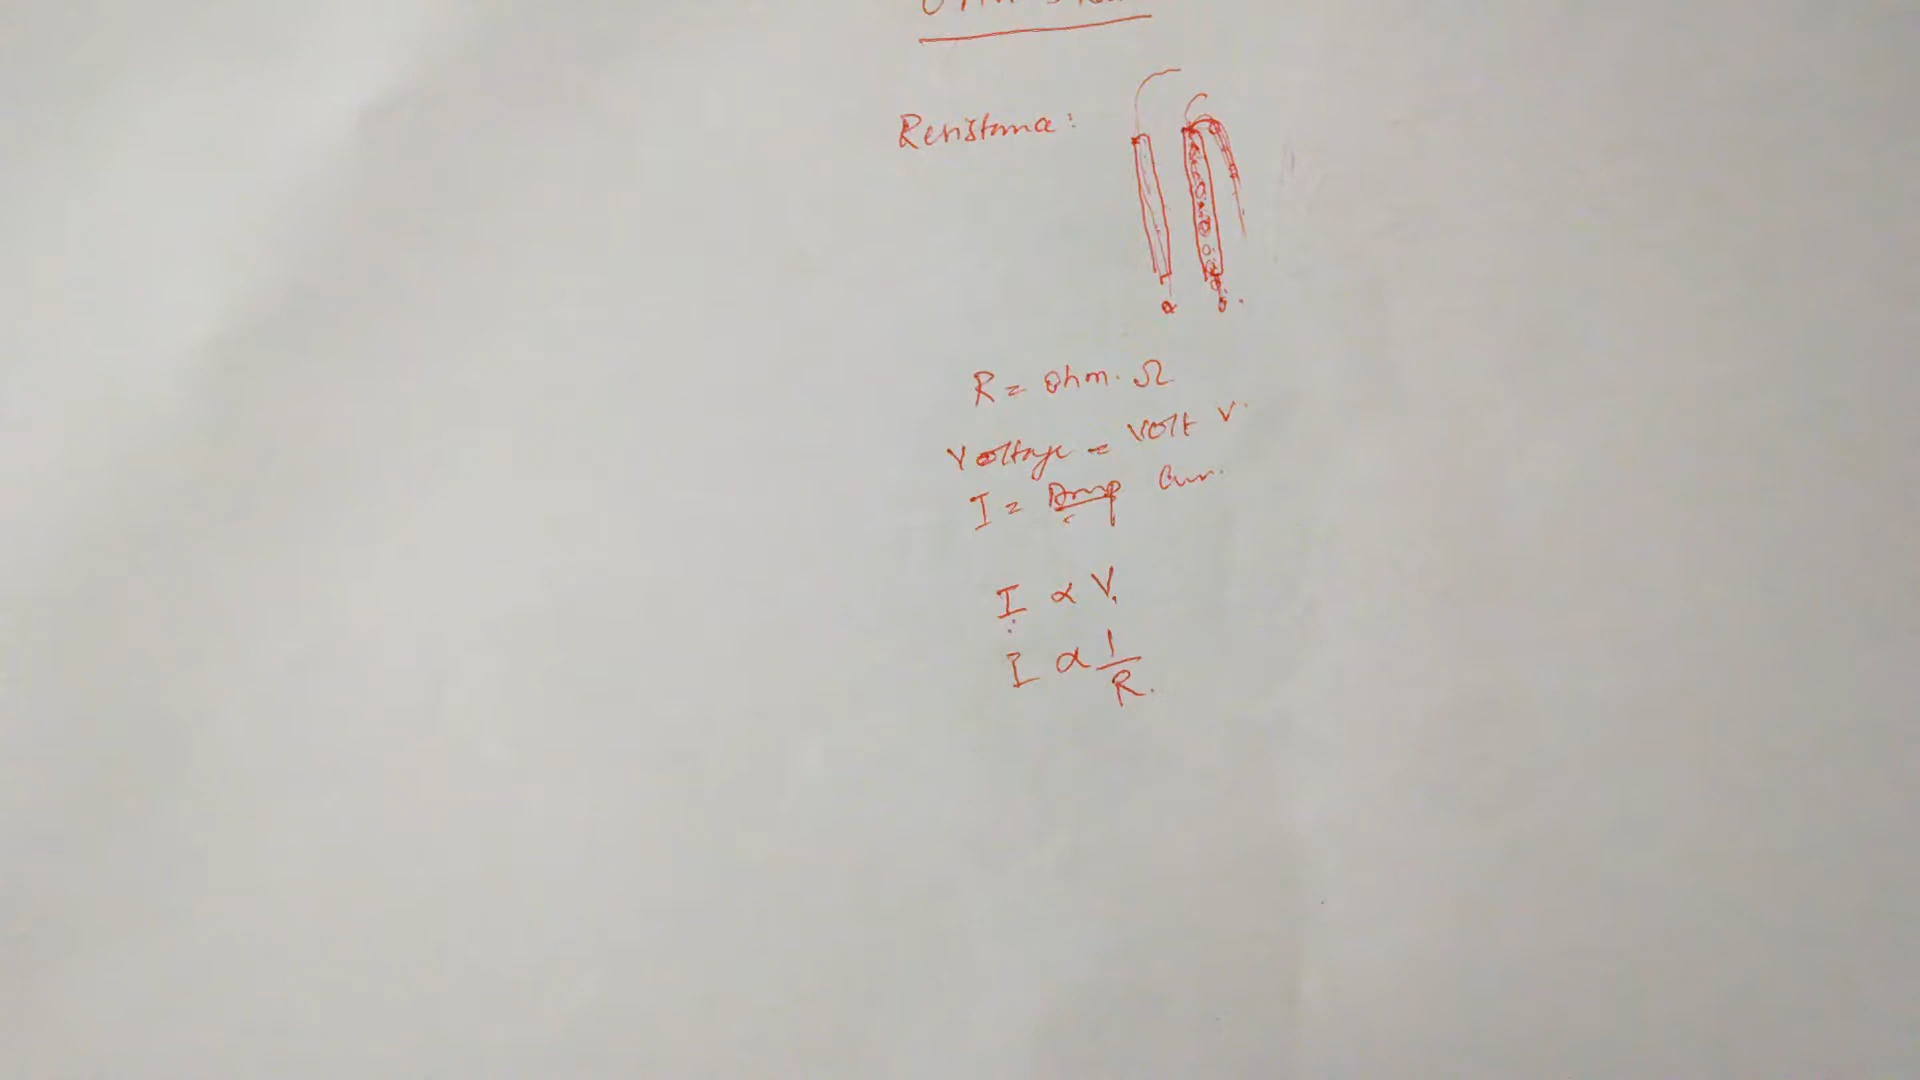 Resistance:
R = Ohm. Ω
Voltage = Volt V.
I = Amp Curr.
I ∝ V.
I ∝ 1/R.